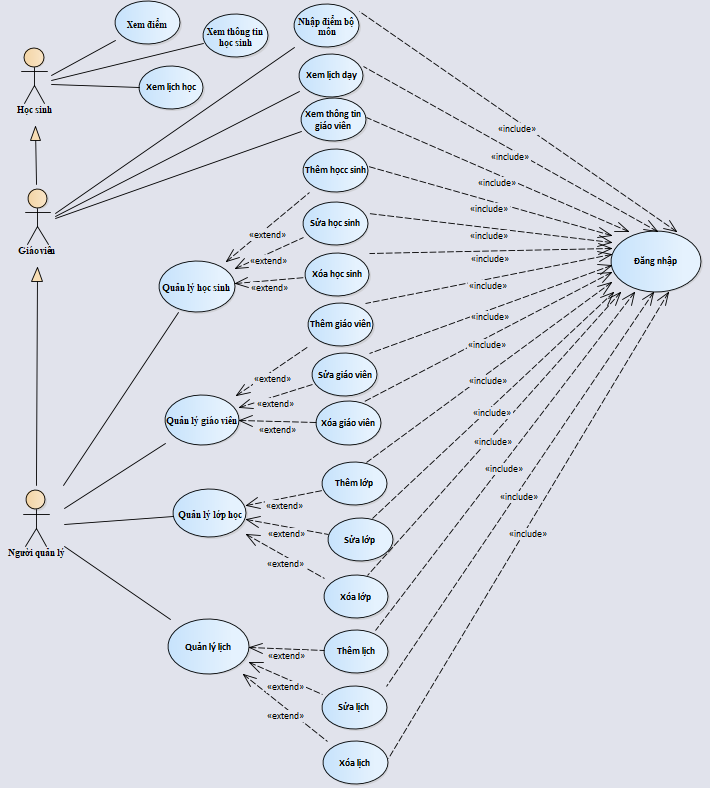 Xem điểm
Xem thông tin
học sinh
Nhập điểm bộ
môn
Xem lịch dạy
Xem lịch học
Học sinh
Xem thông tin
giáo viên
«include»
«include»
«include»
Thêm họcc sinh
«include»
Giáo viên
Sửa học sinh
«extend»
«include»
«extend»
«include»
Đăng nhập
Xóa học sinh
Quản lý học sinh
«extend»
«include»
Thêm giáo viên
«include»
«include»
Sửa giáo viên
«extend»
«include»
«extend»
«include»
Quản lý giáo viên
Xóa giáo viên
«extend»
«include»
«include»
Thêm lớp
«include»
«extend»
Quản lý lớp học
«extend»
Sửa lớp
«include»
Người quản lý
«extend»
Xóa lớp
Quản lý lịch
Thêm lịch
«extend»
«extend»
Sửa lịch
«extend»
Xóa lịch